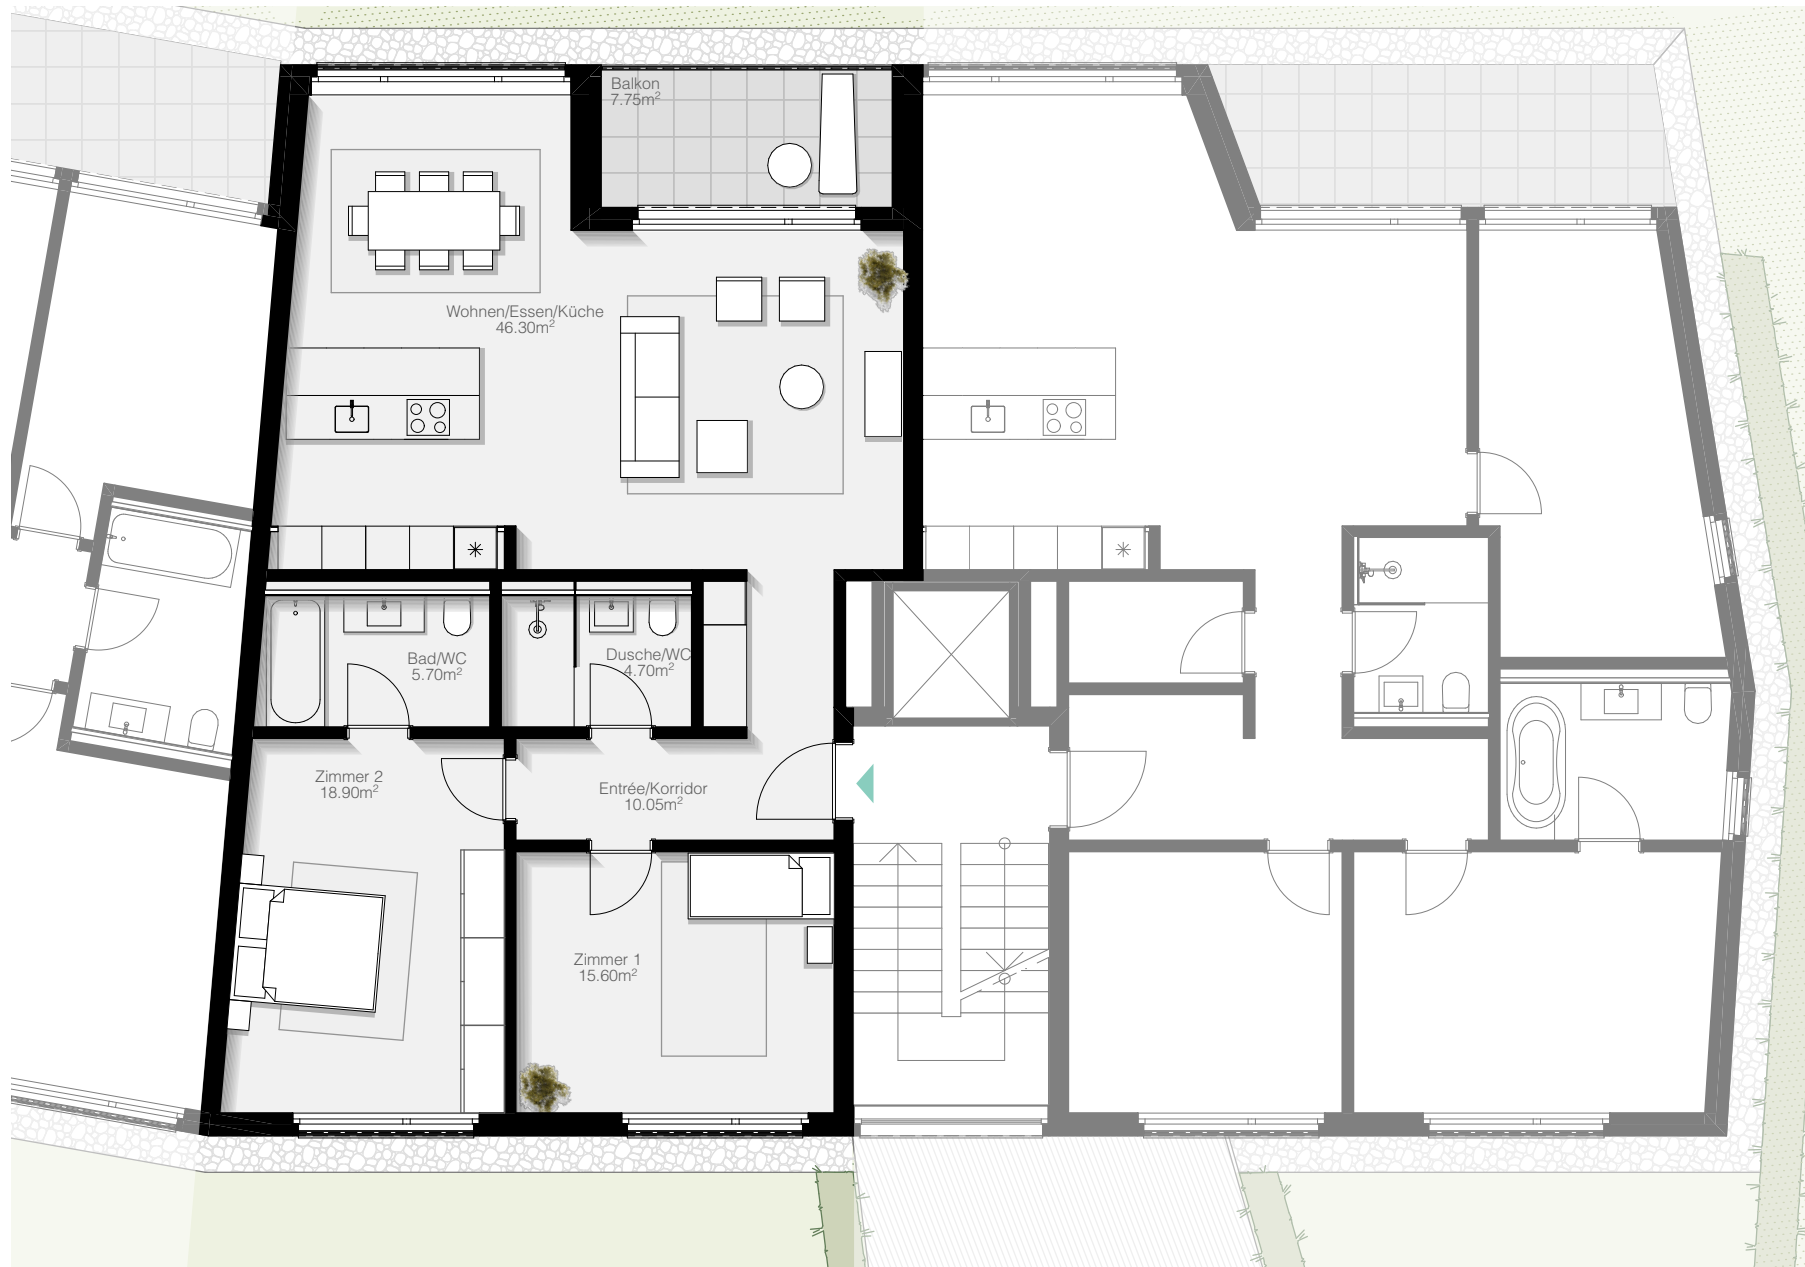 Balkon
7.75m²
Wohnen/Essen/Küche
46.30m²
Bad/WC
5.70m²
Dusche/WC
4.70m²
Zimmer 2
18.90m²
Entrée/Korridor
10.05m²
Zimmer 1
15.60m²